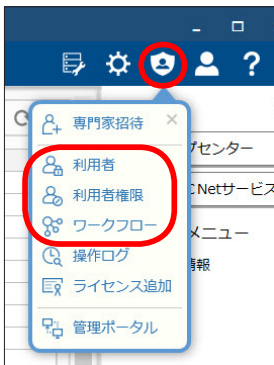 専門家招待
利用者
利用者権限
ワークフロー
操作ログ
ライセンス追加
管理ポータル
プセンター
Netサービス
メニュー
情報